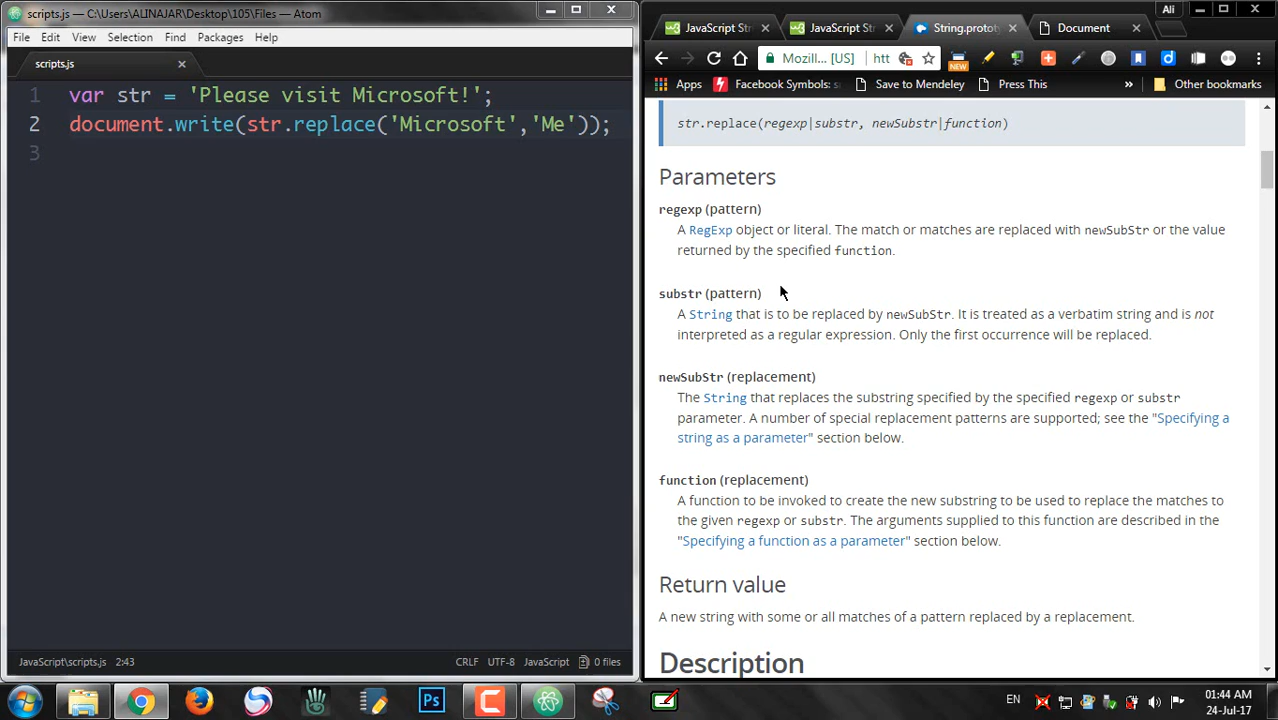 scripts.js — C:\Users\ALINAJAR\Desktop\105\Files — Atom
File Edit View Selection Find Packages Help
scripts.js
1 var str = 'Please visit Microsoft!';
2 document.write(str.replace('Microsoft','Me'));
3
JavaScript\scripts.js 2:43 CRLF UTF-8 JavaScript 0 files
Ali
JavaScript Str JavaScript Str String.proto Document
Mozilla... [US] htt NEW
Apps Facebook Symbols: Save to Mendeley Press This » Other bookmarks
str.replace(regexp|substr, newSubstr|function)
Parameters
regexp (pattern)
A RegExp object or literal. The match or matches are replaced with newSubStr or the value
returned by the specified function.
substr (pattern)
A String that is to be replaced by newSubStr. It is treated as a verbatim string and is not
interpreted as a regular expression. Only the first occurrence will be replaced.
newSubStr (replacement)
The String that replaces the substring specified by the specified regexp or substr
parameter. A number of special replacement patterns are supported; see the "Specifying a
string as a parameter" section below.
function (replacement)
A function to be invoked to create the new substring to be used to replace the matches to
the given regexp or substr. The arguments supplied to this function are described in the
"Specifying a function as a parameter" section below.
Return value
A new string with some or all matches of a pattern replaced by a replacement.
Description
Ps
EN
01:44 AM
24-Jul-17